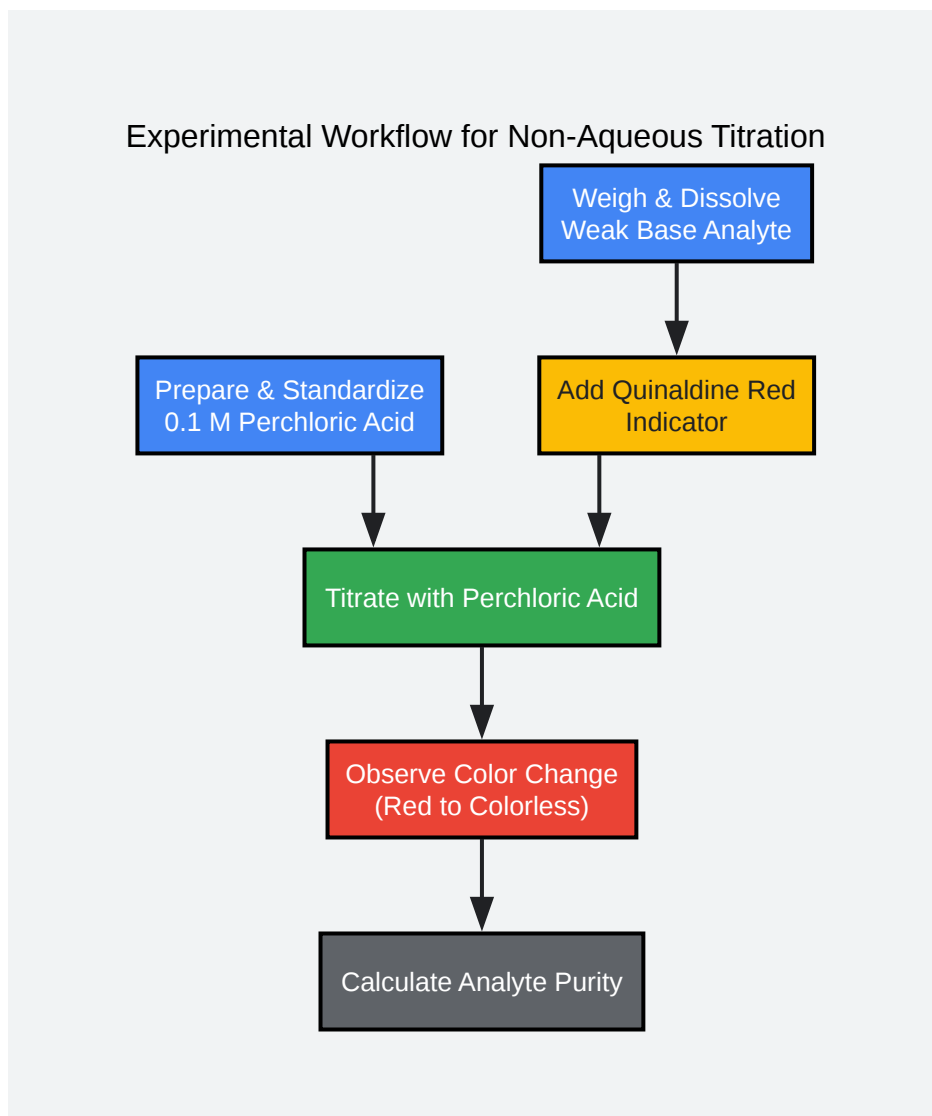 Experimental Workflow for Non-Aqueous Titration
Weigh & Dissolve
Weak Base Analyte
Prepare & Standardize
0.1 M Perchloric Acid
Add Quinaldine Red
Indicator
Titrate with Perchloric Acid
Observe Color Change
(Red to Colorless)
Calculate Analyte Purity